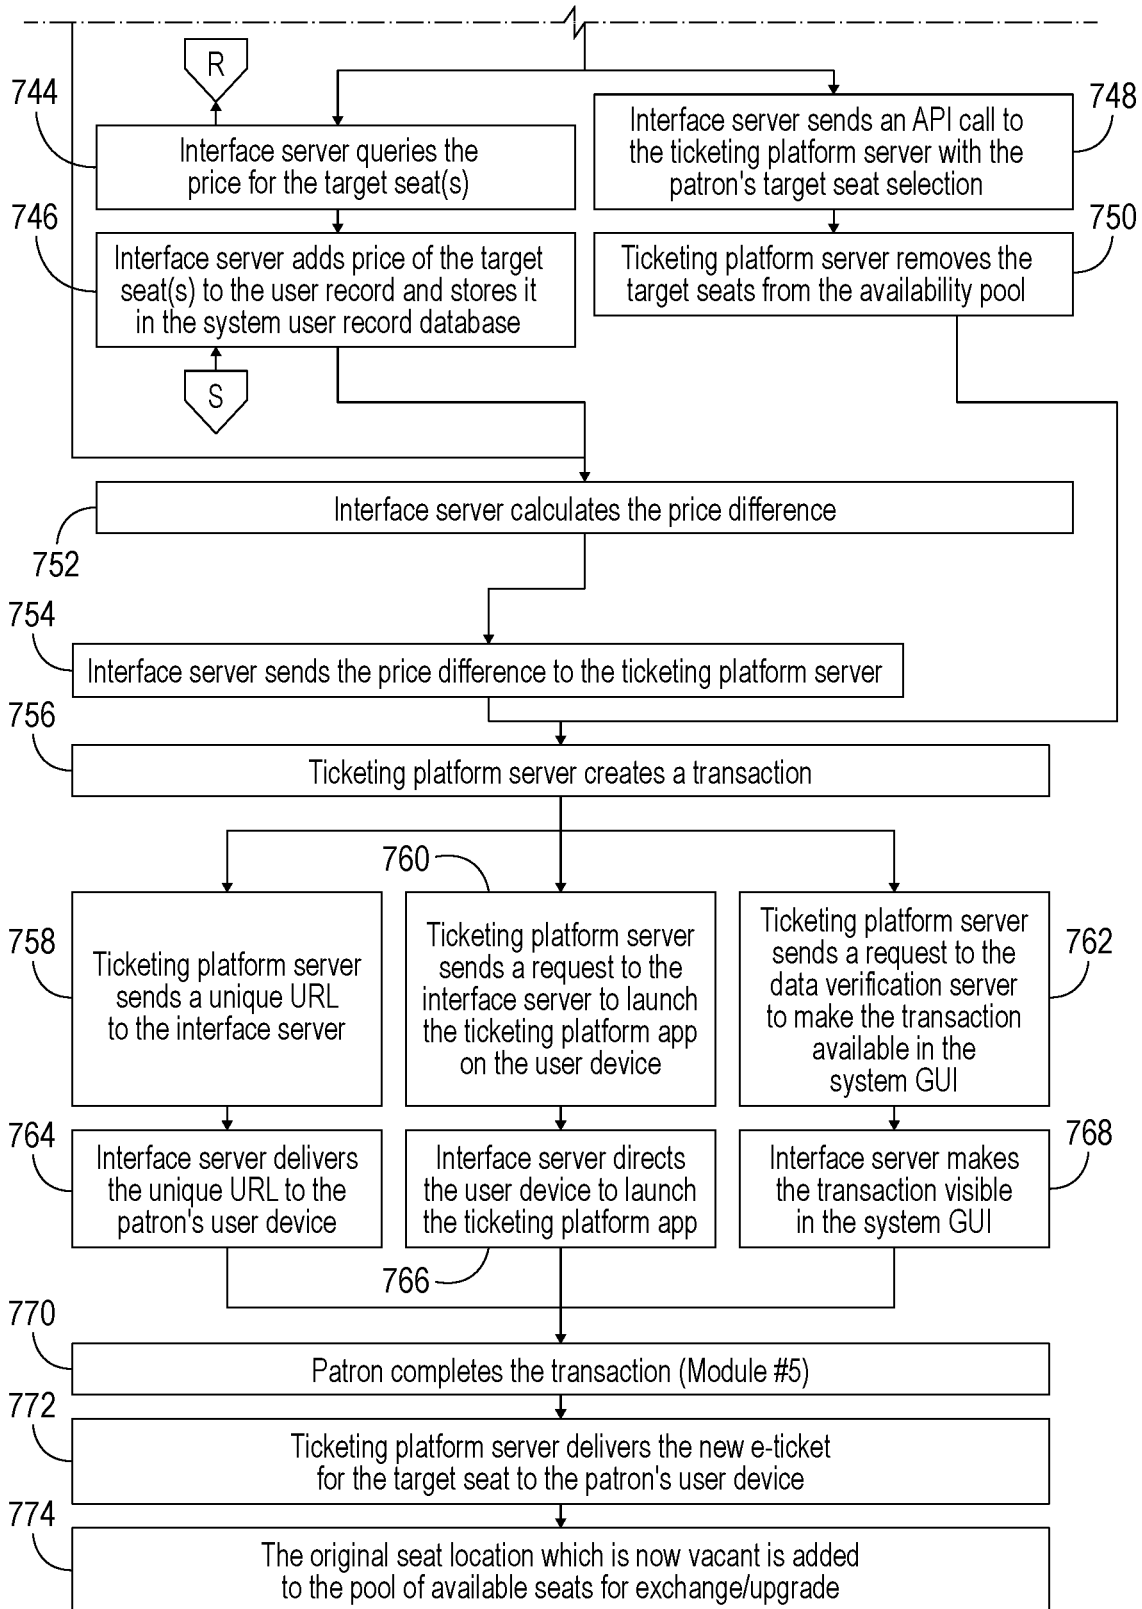 R
744
Interface server queries the
price for the target seat(s)
748
Interface server sends an API call to
the ticketing platform server with the
patron's target seat selection
746
Interface server adds price of the target
seat(s) to the user record and stores it
in the system user record database
750
Ticketing platform server removes the
target seats from the availability pool
S
Interface server calculates the price difference
752
754
Interface server sends the price difference to the ticketing platform server
756
Ticketing platform server creates a transaction
758
Ticketing platform server
sends a unique URL
to the interface server
760
Ticketing platform server
sends a request to the
interface server to launch
the ticketing platform app
on the user device
762
Ticketing platform server
sends a request to the
data verification server
to make the transaction
available in the
system GUI
764
Interface server delivers
the unique URL to the
patron's user device
Interface server directs
the user device to launch
the ticketing platform app
766
768
Interface server makes
the transaction visible
in the system GUI
770
Patron completes the transaction (Module #5)
772
Ticketing platform server delivers the new e-ticket
for the target seat to the patron's user device
774
The original seat location which is now vacant is added
to the pool of available seats for exchange/upgrade